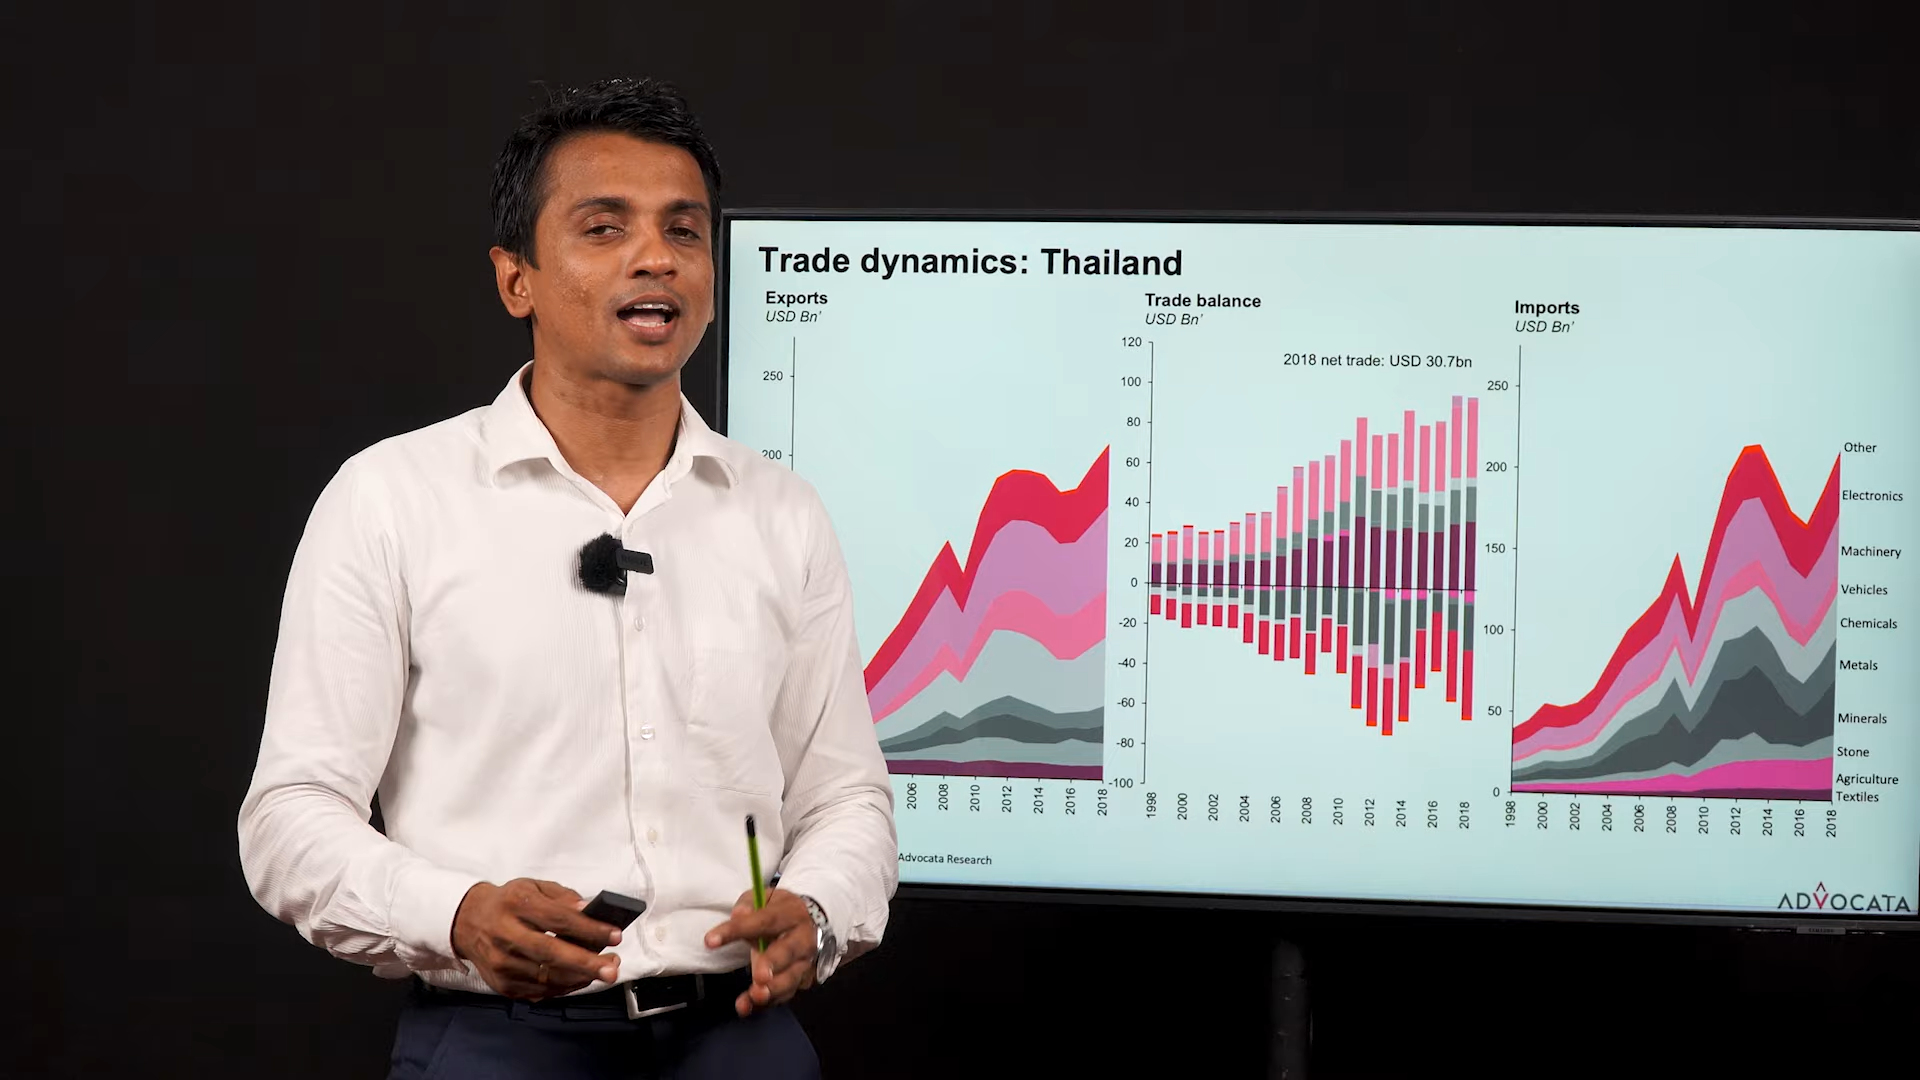 Trade dynamics: Thailand
Exports
USD Bn'
250
200
2006
2008
2010
2012
2014
2016
2018
Trade balance
USD Bn'
2018 net trade: USD 30.7bn
120
100
80
60
40
20
0
-20
-40
-60
-80
-100
1998
2000
2002
2004
2006
2008
2010
2012
2014
2016
2018
Imports
USD Bn'
250
200
150
100
50
0
1998
2000
2002
2004
2006
2008
2010
2012
2014
2016
2018
Other
Electronics
Machinery
Vehicles
Chemicals
Metals
Minerals
Stone
Agriculture
Textiles
Advocata Research
ADVOCATA